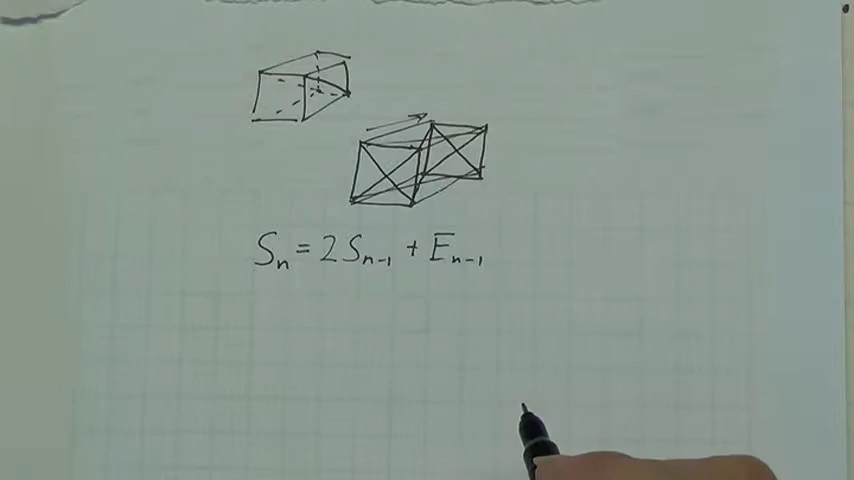 Sₙ = 2Sₙ₋₁ + Eₙ₋₁